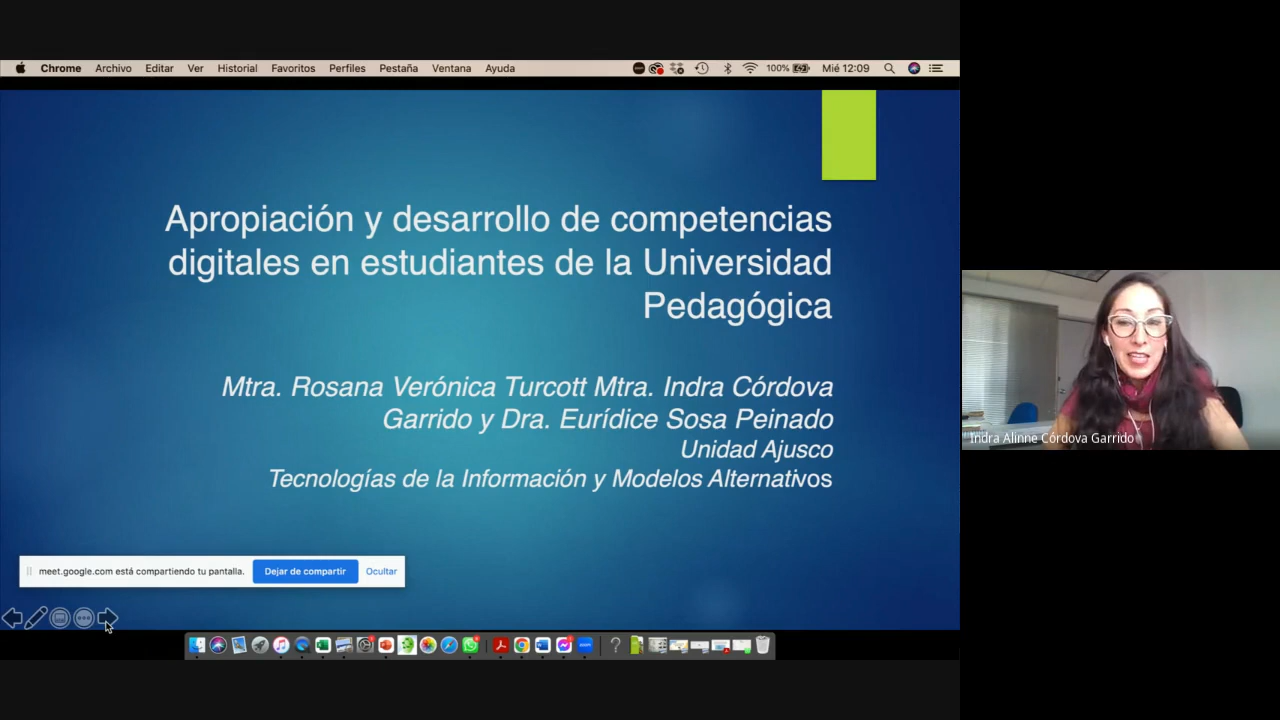 Chrome Archivo Editar Ver Historial Favoritos Perfiles Pestaña Ventana Ayuda 100% Mié 12:09
Apropiación y desarrollo de competencias
digitales en estudiantes de la Universidad
Pedagógica
Mtra. Rosana Verónica Turcott Mtra. Indra Córdova
Garrido y Dra. Eurídice Sosa Peinado
Unidad Ajusco
Tecnologías de la Información y Modelos Alternativos
Indra Alinne Córdova Garrido
meet.google.com está compartiendo tu pantalla. Dejar de compartir Ocultar